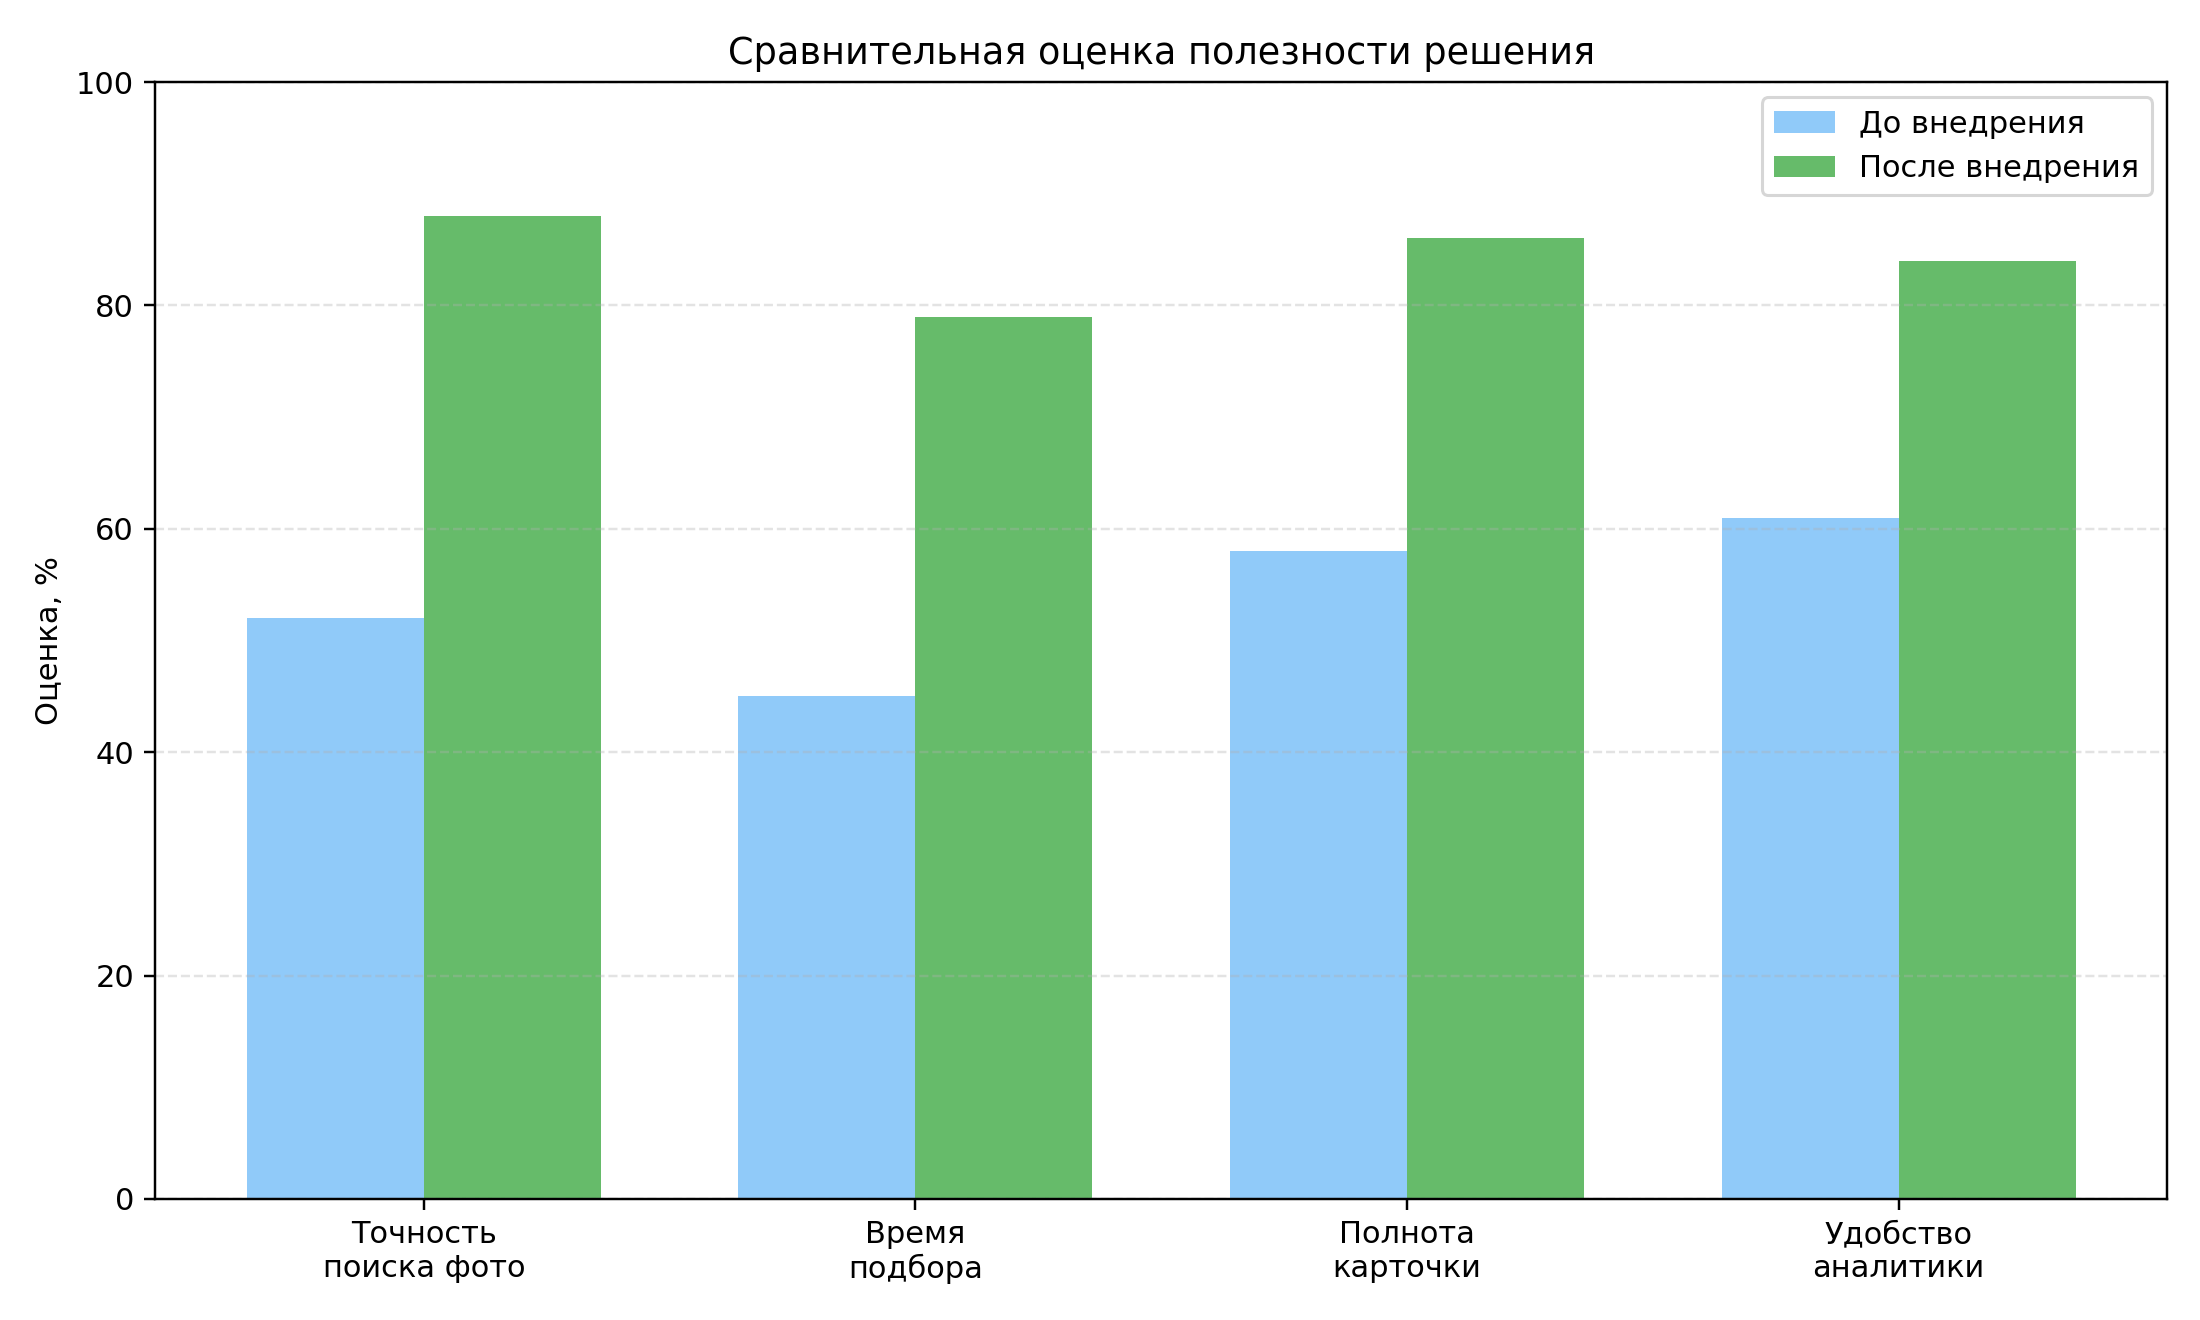 Сравнительная оценка полезности решения
До внедрения
После внедрения
Оценка, %
100
80
60
40
20
0
Точность
поиска фото
Время
подбора
Полнота
карточки
Удобство
аналитики